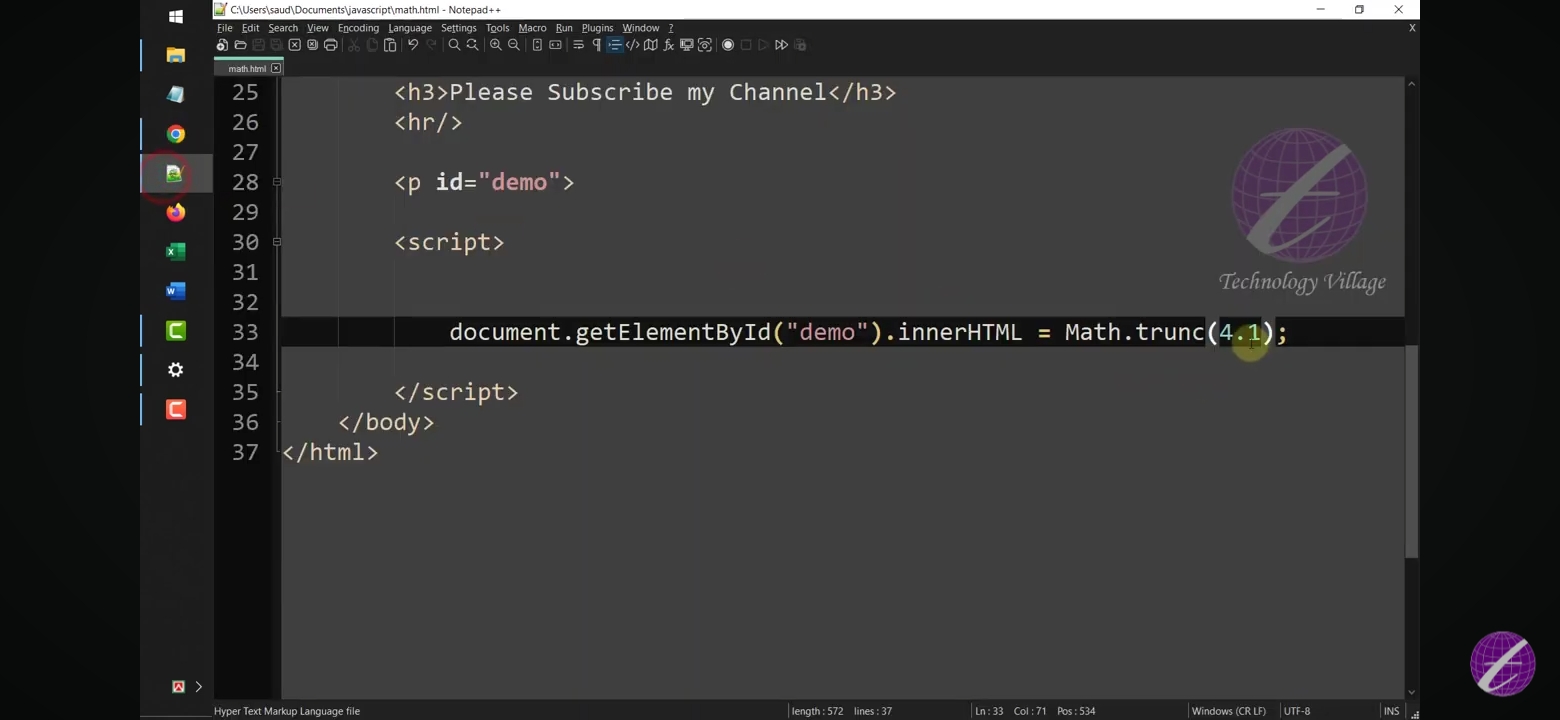 C:\Users\saud\Documents\javascript\math.html - Notepad++
File Edit Search View Encoding Language Settings Tools Macro Run Plugins Window ? X
math.html
25 <h3>Please Subscribe my Channel</h3>
26 <hr/>
27
28 <p id="demo">
29
30 <script>
31
32
33 document.getElementById("demo").innerHTML = Math.trunc(4.1);
34
35 </script>
36 </body>
37 </html>
Technology Village
Hyper Text Markup Language file length : 572 lines : 37 Ln : 33 Col : 71 Pos : 534 Windows (CR LF) UTF-8 INS